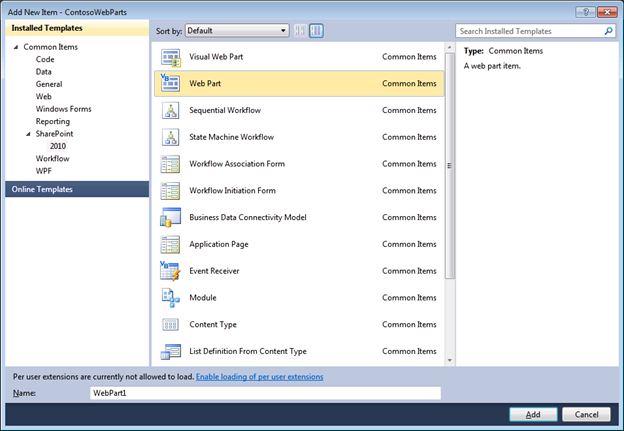 Add New Item - ContosoWebParts
Installed Templates
Common Items
Code
Data
General
Web
Windows Forms
Reporting
SharePoint
2010
Workflow
WPF
Online Templates
Sort by: Default
Visual Web Part Common Items
VB Web Part Common Items
Sequential Workflow Common Items
State Machine Workflow Common Items
Workflow Association Form Common Items
Workflow Initiation Form Common Items
Business Data Connectivity Model Common Items
Application Page Common Items
VB Event Receiver Common Items
Module Common Items
Content Type Common Items
List Definition From Content Type Common Items
Search Installed Templates
Type: Common Items
A web part item.
Per user extensions are currently not allowed to load. Enable loading of per user extensions
Name: WebPart1
Add Cancel